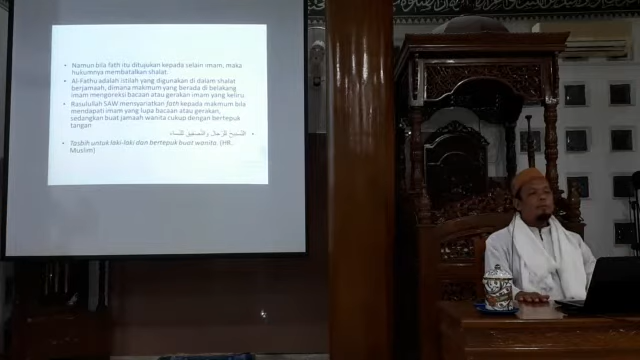 • Namun bila fath itu ditujukan kepada selain imam, maka
hukumnya membatalkan shalat.
• Al-Fathu adalah istilah yang digunakan di dalam shalat
berjamaah, dimana makmum yang berada di belakang
imam mengoreksi bacaan atau gerakan imam yang keliru
• Rasulullah SAW mensyariatkan fath kepada makmum bila
mendapati imam yang lupa bacaan atau gerakan,
sedangkan buat jamaah wanita cukup dengan bertepuk
tangan
• التسبيح للرجال والتصفيق للنساء
• Tasbih untuk laki-laki dan bertepuk buat wanita. (HR.
Muslim)